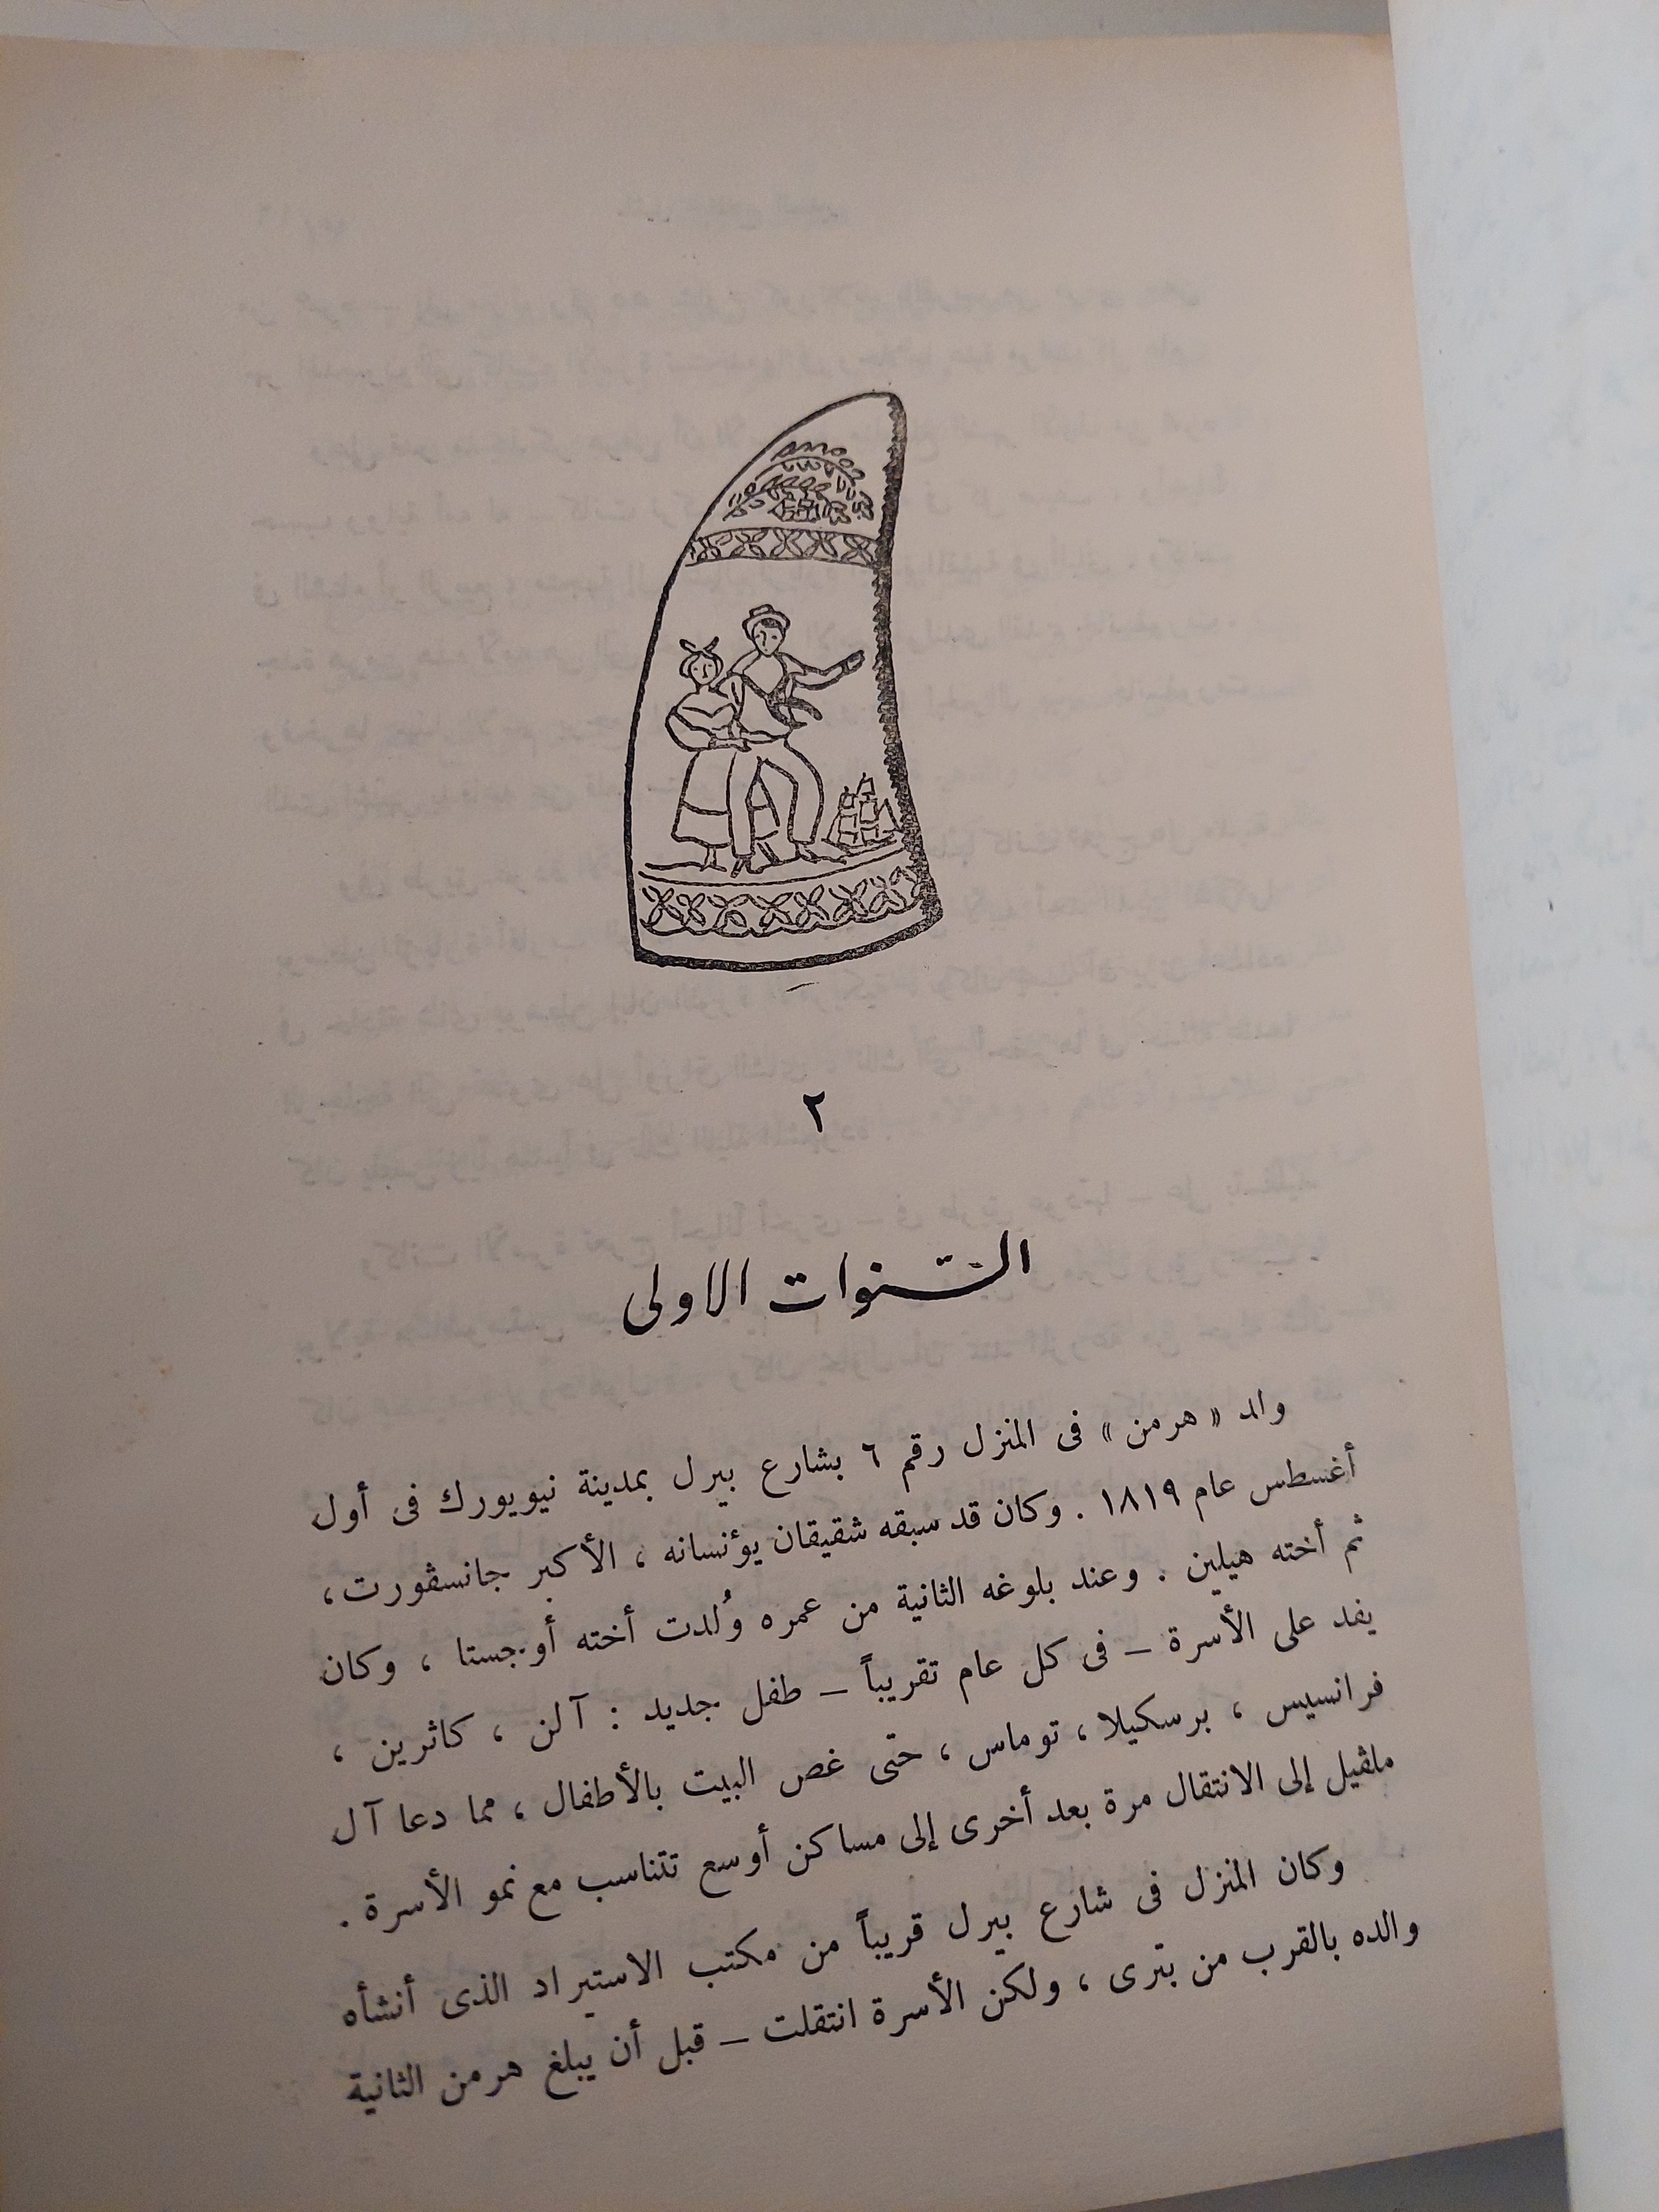 ٢
السنوات الاولى
والد « هرمن » فى المنزل رقم ٦ بشارع بيرل بمدينة نيويورك فى أول
أغسطس عام ١٨١٩ . وكان قد سبقه شقيقان يؤنسانه ، الأكبر جانسڤورت ،
ثم أخته هيلين . وعند بلوغه الثانية من عمره وُلدت أخته أوجستا ، وكان
يفد على الأسرة – فى كل عام تقريباً – طفل جديد : آلن ، كاثرين ،
فرانسيس ، برسكيلا ، توماس ، حتى غص البيت بالأطفال ، مما دعا آل
ملڤيل إلى الانتقال مرة بعد أخرى إلى مساكن أوسع تتناسب مع نمو الأسرة .
وكان المنزل فى شارع بيرل قريباً من مكتب الاستيراد الذى أنشأه
والده بالقرب من بترى ، ولكن الأسرة انتقلت – قبل أن يبلغ هرمن الثانية